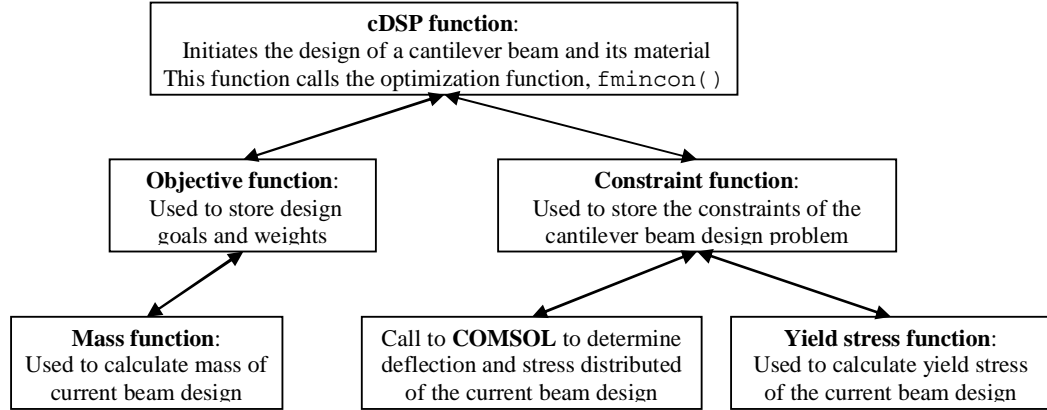 cDSP function:
Initiates the design of a cantilever beam and its material
This function calls the optimization function, fmincon()
Objective function:
Used to store design
goals and weights
Constraint function:
Used to store the constraints of the
cantilever beam design problem
Mass function:
Used to calculate mass of
current beam design
Call to COMSOL to determine
deflection and stress distributed
of the current beam design
Yield stress function:
Used to calculate yield stress
of the current beam design